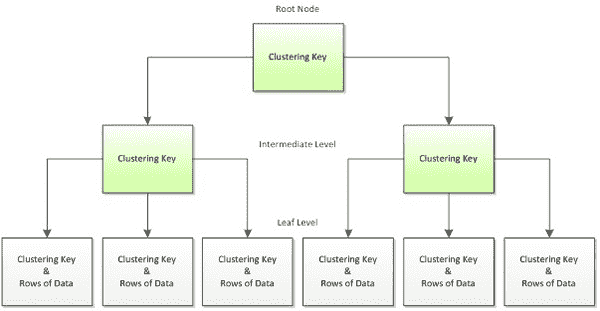 Root Node
Clustering Key
Intermediate Level
Clustering Key
Clustering Key
Leaf Level
Clustering Key
&
Rows of Data
Clustering Key
&
Rows of Data
Clustering Key
&
Rows of Data
Clustering Key
&
Rows of Data
Clustering Key
&
Rows of Data
Clustering Key
&
Rows of Data